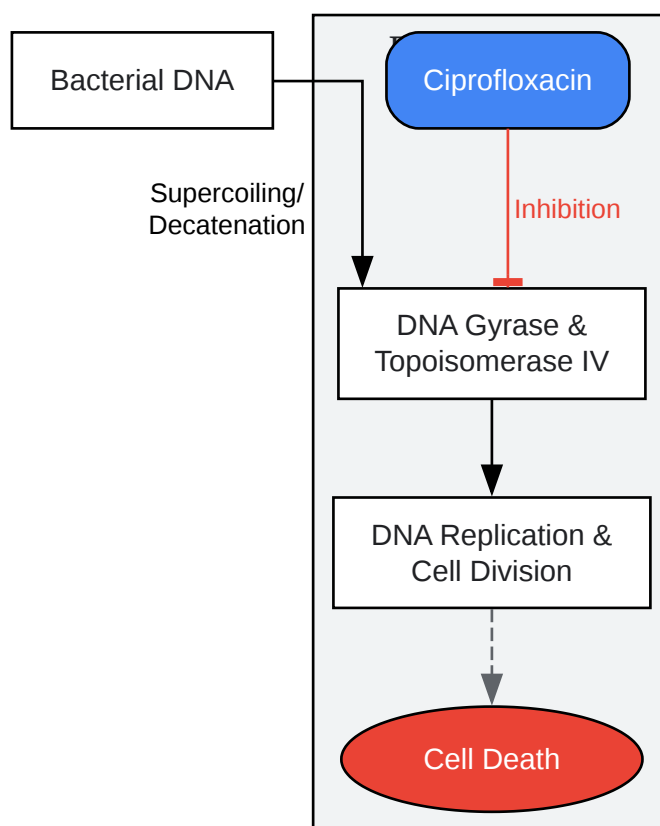 Bacterial DNA
Ciprofloxacin
Supercoiling/
Decatenation
Inhibition
DNA Gyrase &
Topoisomerase IV
DNA Replication &
Cell Division
Cell Death